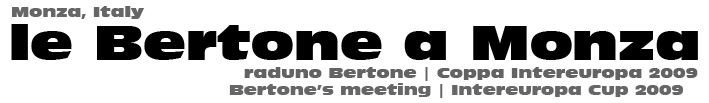 Monza, Italy
le Bertone a Monza
raduno Bertone | Coppa Intereuropa 2009
Bertone's meeting | Intereuropa Cup 2009